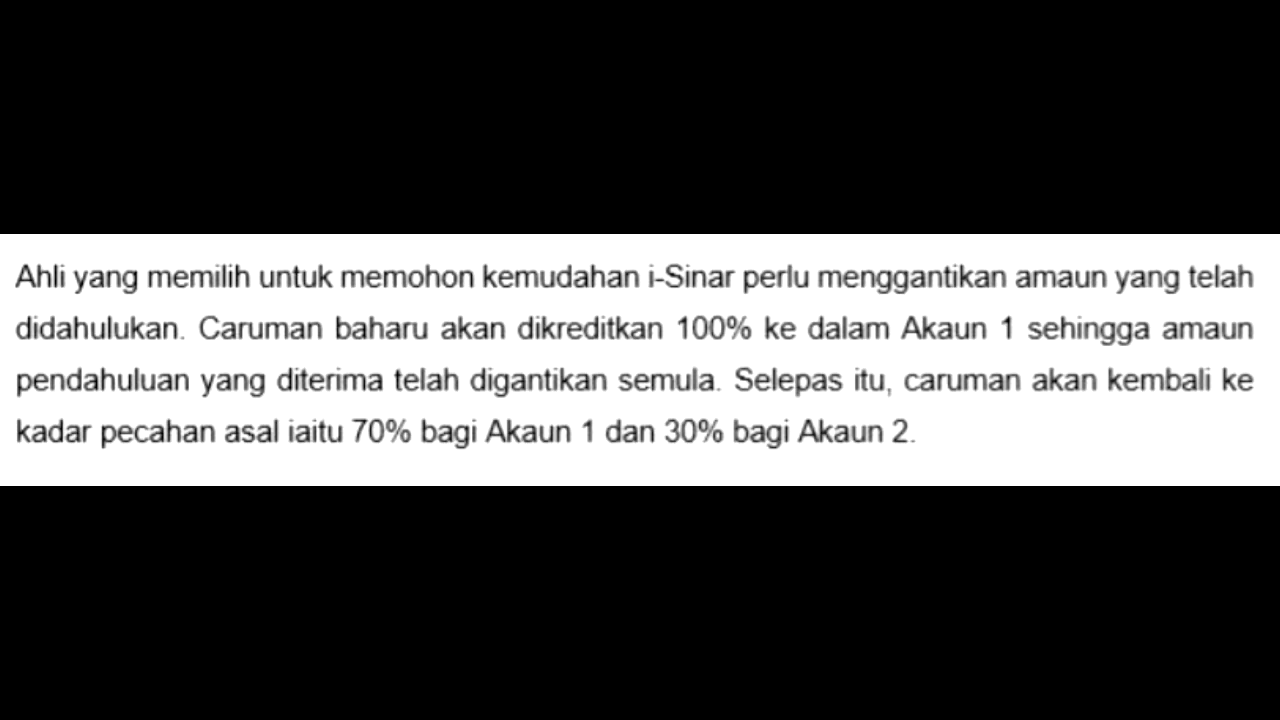 Ahli yang memilih untuk memohon kemudahan i-Sinar perlu menggantikan amaun yang telah
didahulukan. Caruman baharu akan dikreditkan 100% ke dalam Akaun 1 sehingga amaun
pendahuluan yang diterima telah digantikan semula. Selepas itu, caruman akan kembali ke
kadar pecahan asal iaitu 70% bagi Akaun 1 dan 30% bagi Akaun 2.